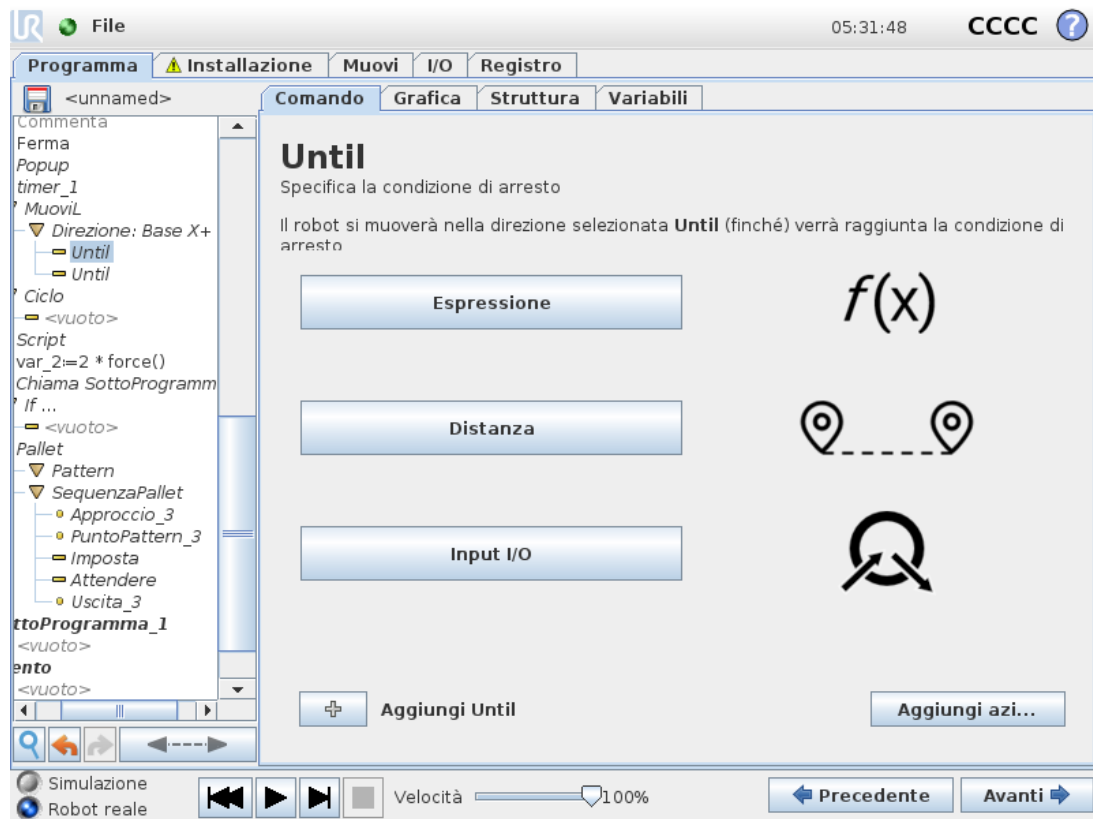 UR File 05:31:48 CCCC ?
Programma Installazione Muovi I/O Registro
<unnamed>
Comando Grafica Struttura Variabili
Commenta
Ferma
Popup
timer_1
MuoviL
Direzione: Base X+
Until
Until
Ciclo
<vuoto>
Script
var_2:=2 * force()
Chiama SottoProgramm
If ...
<vuoto>
Pallet
Pattern
SequenzaPallet
Approccio_3
PuntoPattern_3
Imposta
Attendere
Uscita_3
ttoProgramma_1
<vuoto>
ento
<vuoto>
Until
Specifica la condizione di arresto
Il robot si muoverà nella direzione selezionata Until (finché) verrà raggiunta la condizione di
arresto
Espressione f(x)
Distanza
Input I/O
Aggiungi Until Aggiungi azi...
Simulazione
Robot reale
Velocità 100%
Precedente Avanti